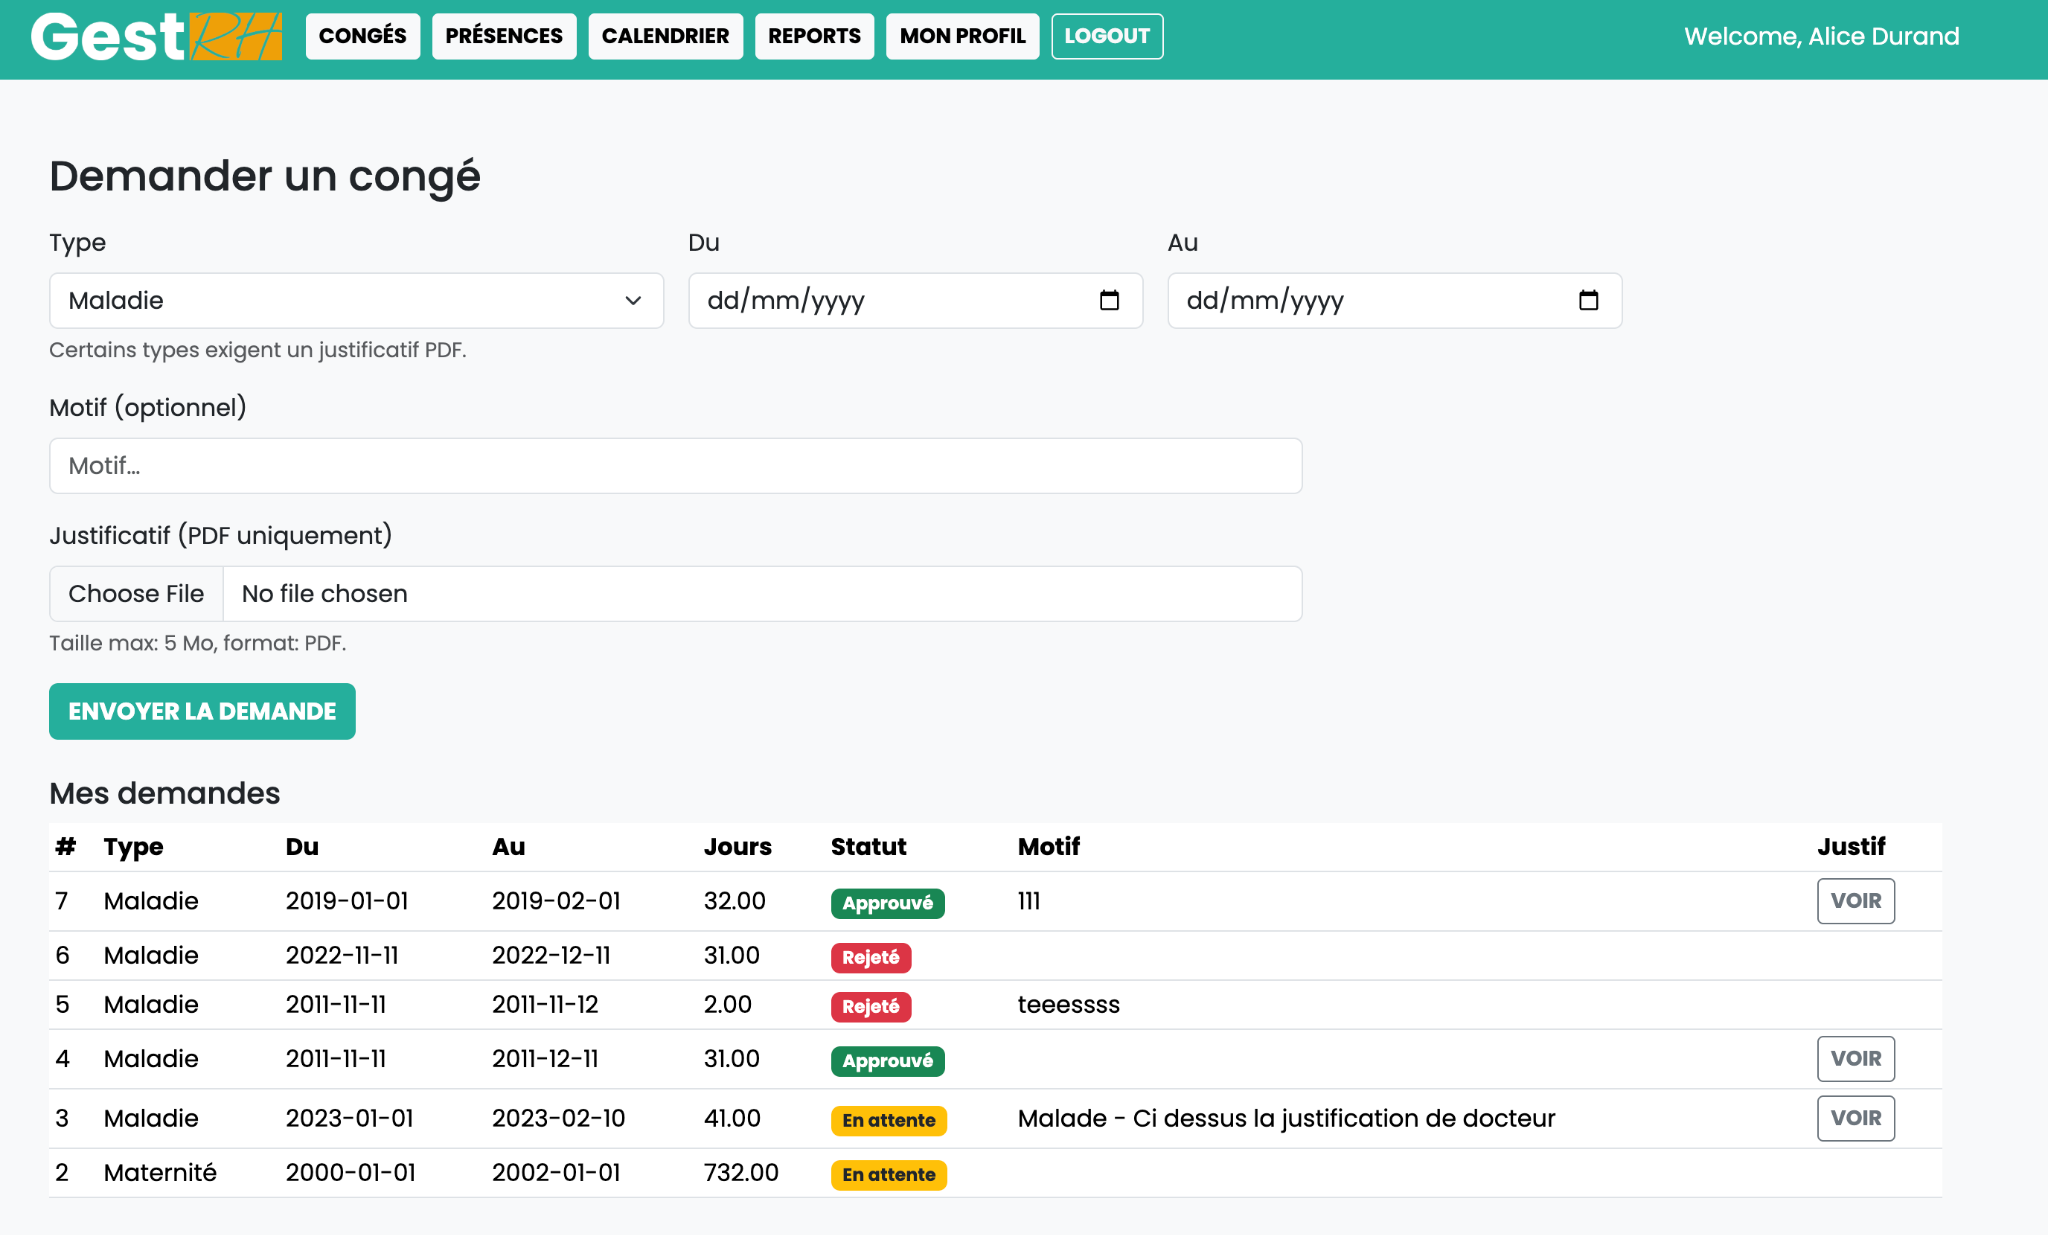 GestRH CONGÉS PRÉSENCES CALENDRIER REPORTS MON PROFIL LOGOUT Welcome, Alice Durand
Demander un congé
Type Du Au
Maladie dd/mm/yyyy dd/mm/yyyy
Certains types exigent un justificatif PDF.
Motif (optionnel)
Motif...
Justificatif (PDF uniquement)
Choose File No file chosen
Taille max: 5 Mo, format: PDF.
ENVOYER LA DEMANDE
Mes demandes
# Type Du Au Jours Statut Motif Justif
7 Maladie 2019-01-01 2019-02-01 32.00 Approuvé 111 VOIR
6 Maladie 2022-11-11 2022-12-11 31.00 Rejeté
5 Maladie 2011-11-11 2011-11-12 2.00 Rejeté teeessss
4 Maladie 2011-11-11 2011-12-11 31.00 Approuvé VOIR
3 Maladie 2023-01-01 2023-02-10 41.00 En attente Malade - Ci dessus la justification de docteur VOIR
2 Maternité 2000-01-01 2002-01-01 732.00 En attente